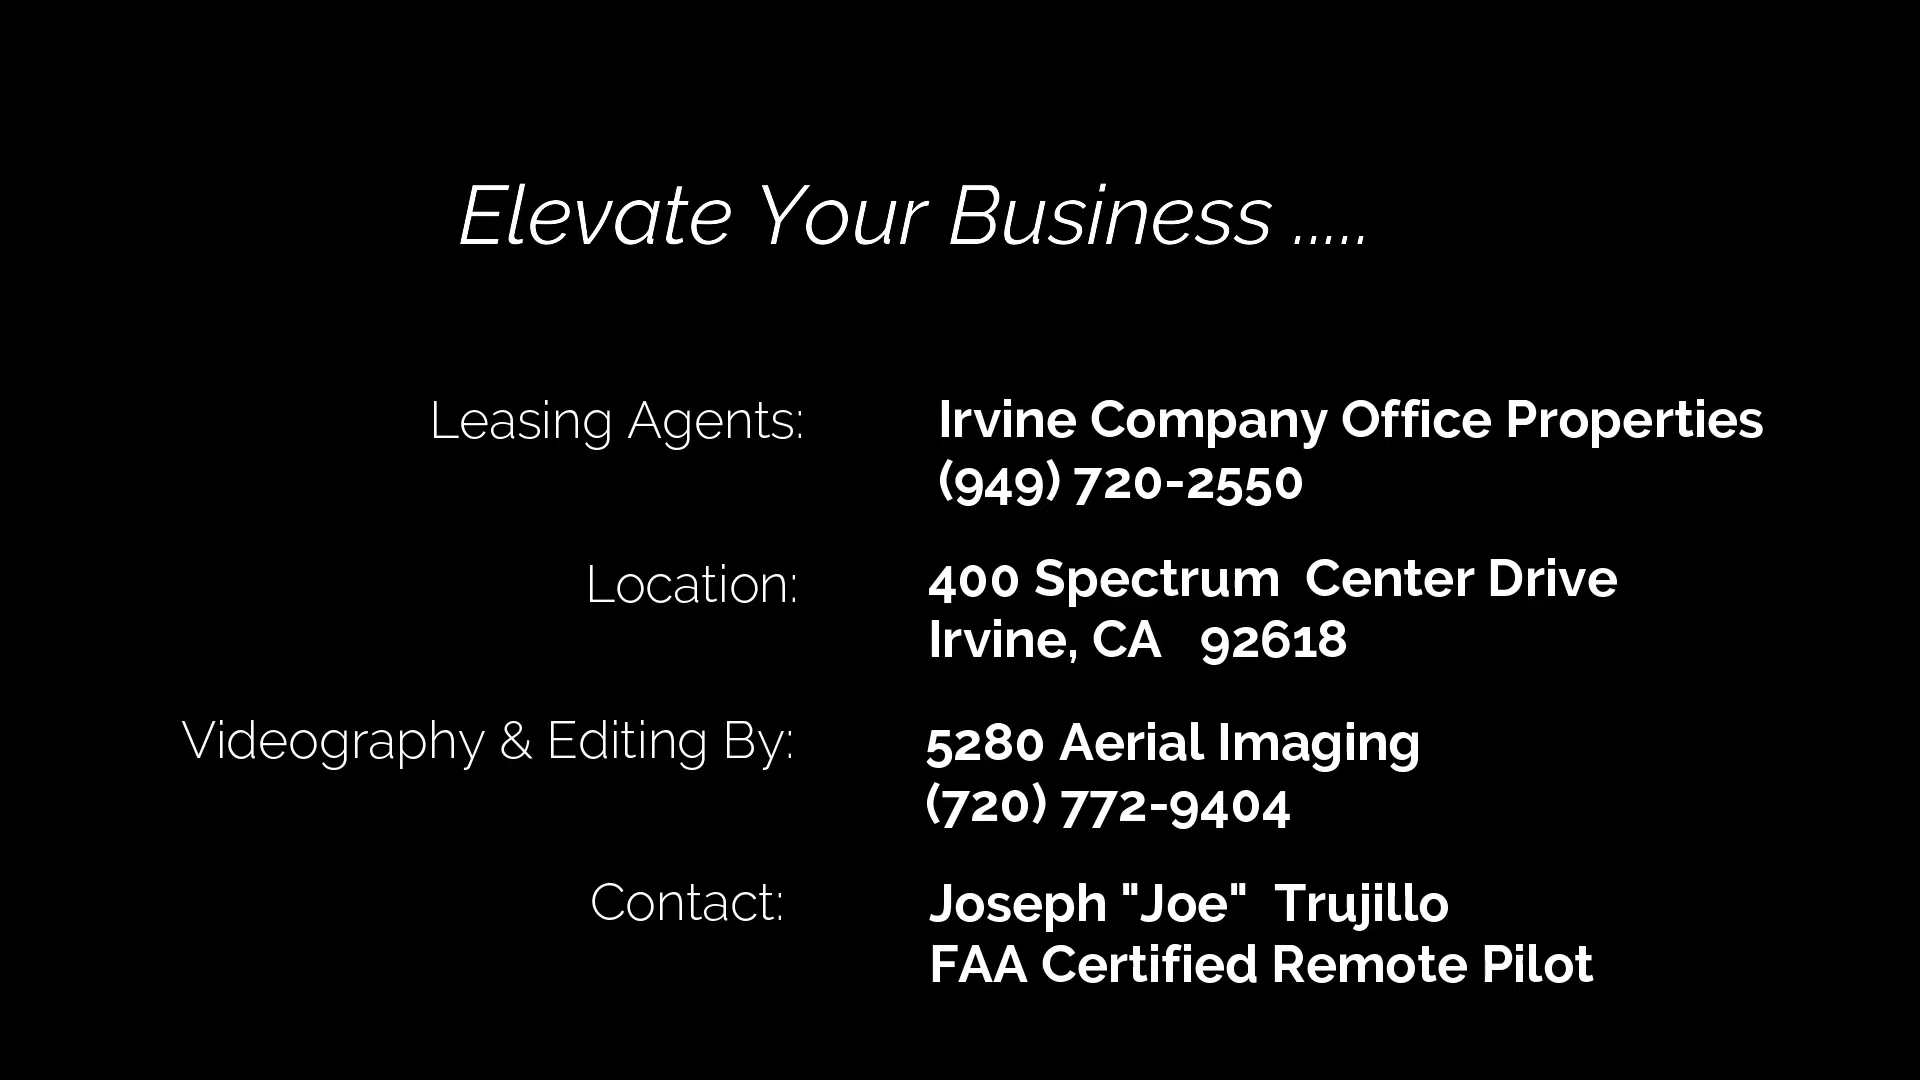 Elevate Your Business .....
Leasing Agents: Irvine Company Office Properties
(949) 720-2550
Location: 400 Spectrum Center Drive
Irvine, CA 92618
Videography & Editing By: 5280 Aerial Imaging
(720) 772-9404
Contact: Joseph "Joe" Trujillo
FAA Certified Remote Pilot